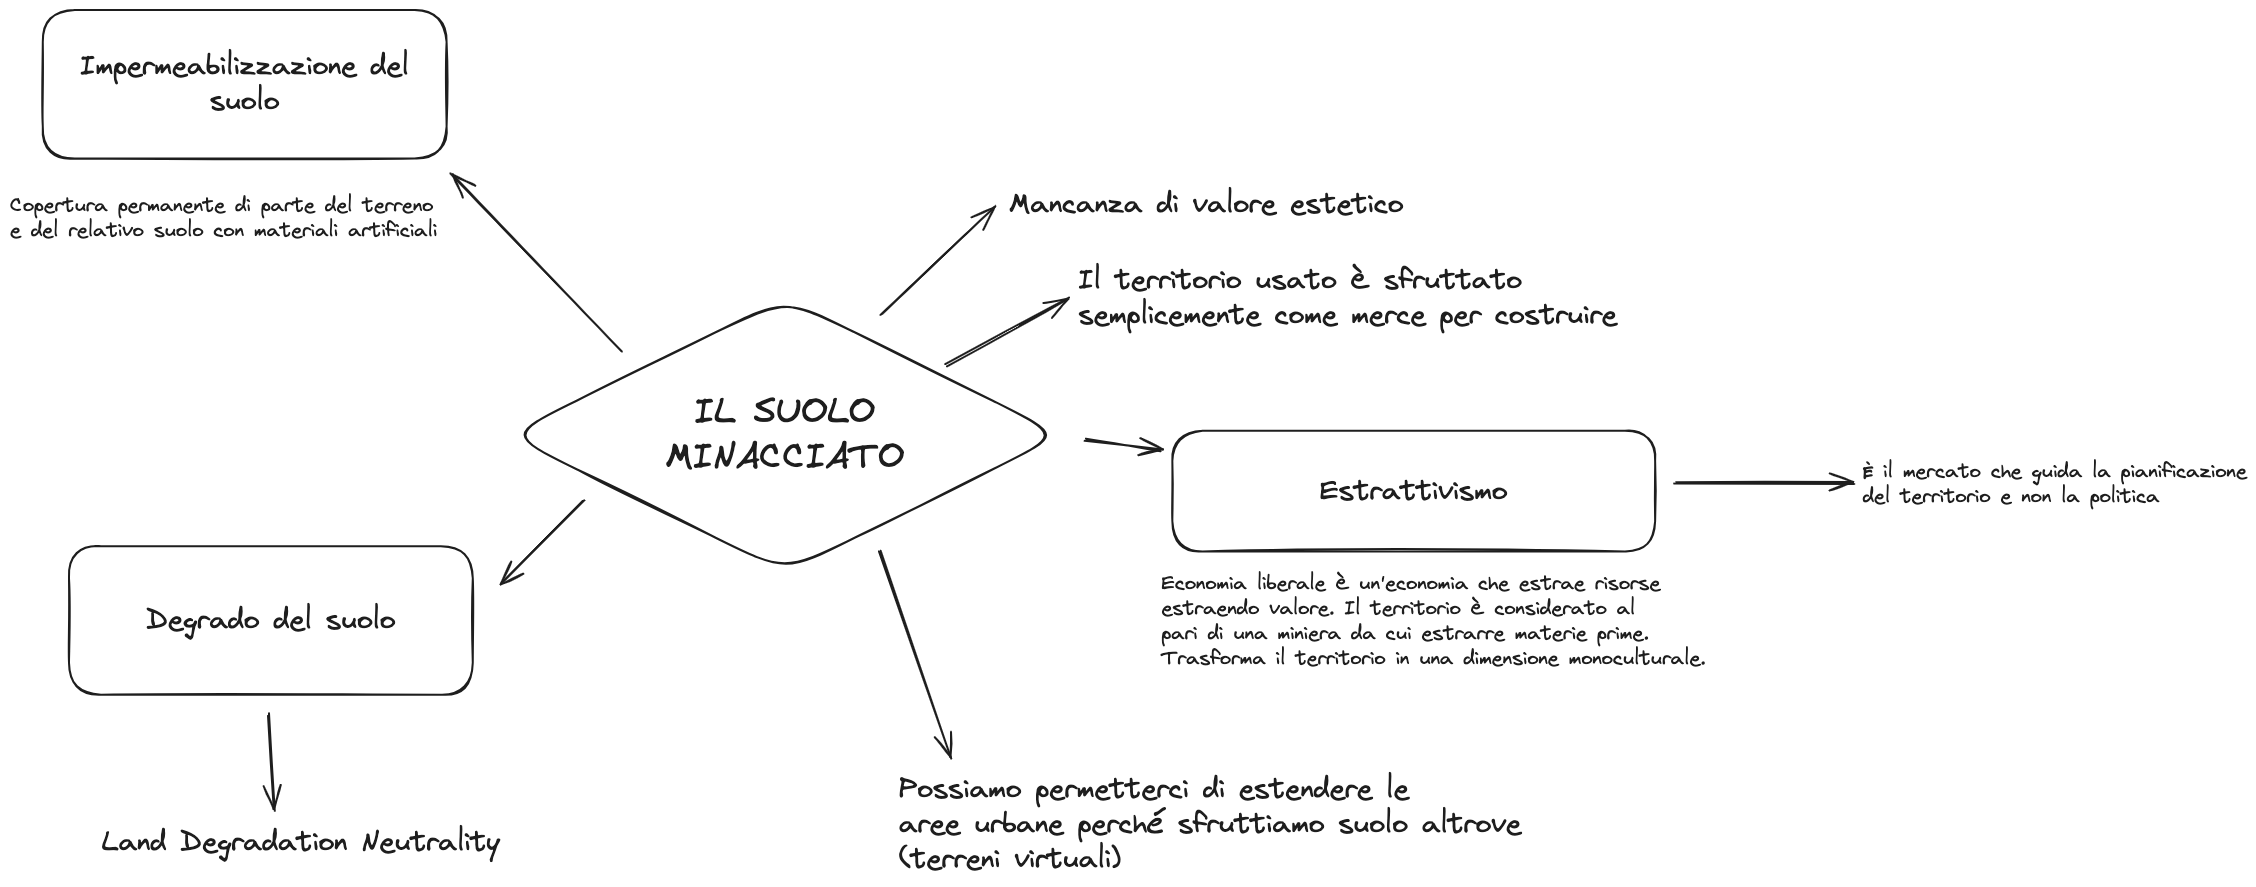 Impermeabilizzazione del
suolo
Copertura permanente di parte del terreno
e del relativo suolo con materiali artificiali
Mancanza di valore estetico
Il territorio usato è sfruttato
semplicemente come merce per costruire
IL SUOLO
MINACCIATO
Estrattivismo
È il mercato che guida la pianificazione
del territorio e non la politica
Economia liberale è un'economia che estrae risorse
estraendo valore. Il territorio è considerato al
pari di una miniera da cui estrarre materie prime.
Trasforma il territorio in una dimensione monoculturale.
Degrado del suolo
Land Degradation Neutrality
Possiamo permetterci di estendere le
aree urbane perché sfruttiamo suolo altrove
(terreni virtuali)